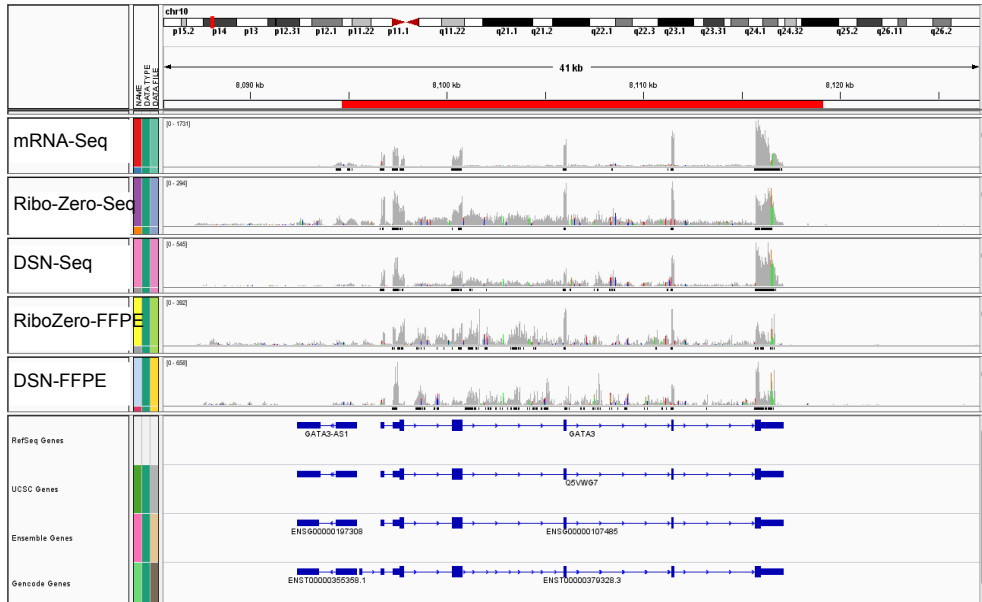 chr10
p15.2 p14 p13 p12.31 p12.1 p11.22 p11.1 q11.22 q21.1 q21.2 q22.1 q22.3 q23.1 q23.31 q24.1 q24.32 q25.2 q26.11 q26.2
41 kb
NAME
DATA TYPE
DATA FILE
8,090 kb 8,100 kb 8,110 kb 8,120 kb
mRNA-Seq
[0 - 1731]
Ribo-Zero-Seq
[0 - 294]
DSN-Seq
[0 - 545]
RiboZero-FFPE
[0 - 392]
DSN-FFPE
[0 - 658]
RefSeq Genes
GATA3-AS1 GATA3
UCSC Genes
Q5VWG7
Ensemble Genes
ENSG00000197308 ENSG00000107485
Gencode Genes
ENST00000355358.1 ENST00000379328.3